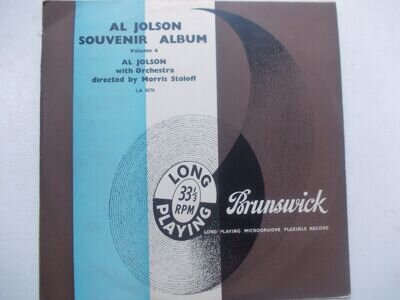 AL JOLSON
SOUVENIR ALBUM
Volume 4
AL JOLSON
with Orchestra
directed by Morris Stoloff
LA 8570
LONG
33⅓
RPM
PLAYING
Brunswick
LONG PLAYING MICROGROOVE FLEXIBLE RECORD